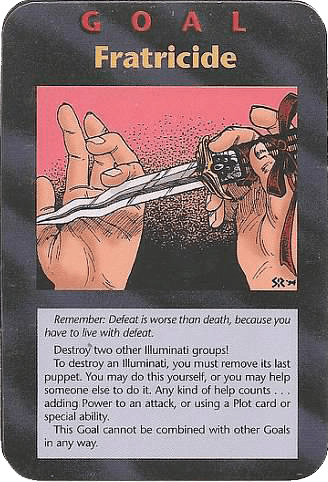 GOAL
Fratricide
SR 94
Remember: Defeat is worse than death, because you
have to live with defeat.
Destroy two other Illuminati groups!
To destroy an Illuminati, you must remove its last
puppet. You may do this yourself, or you may help
someone else to do it. Any kind of help counts . . .
adding Power to an attack, or using a Plot card or
special ability.
This Goal cannot be combined with other Goals
in any way.